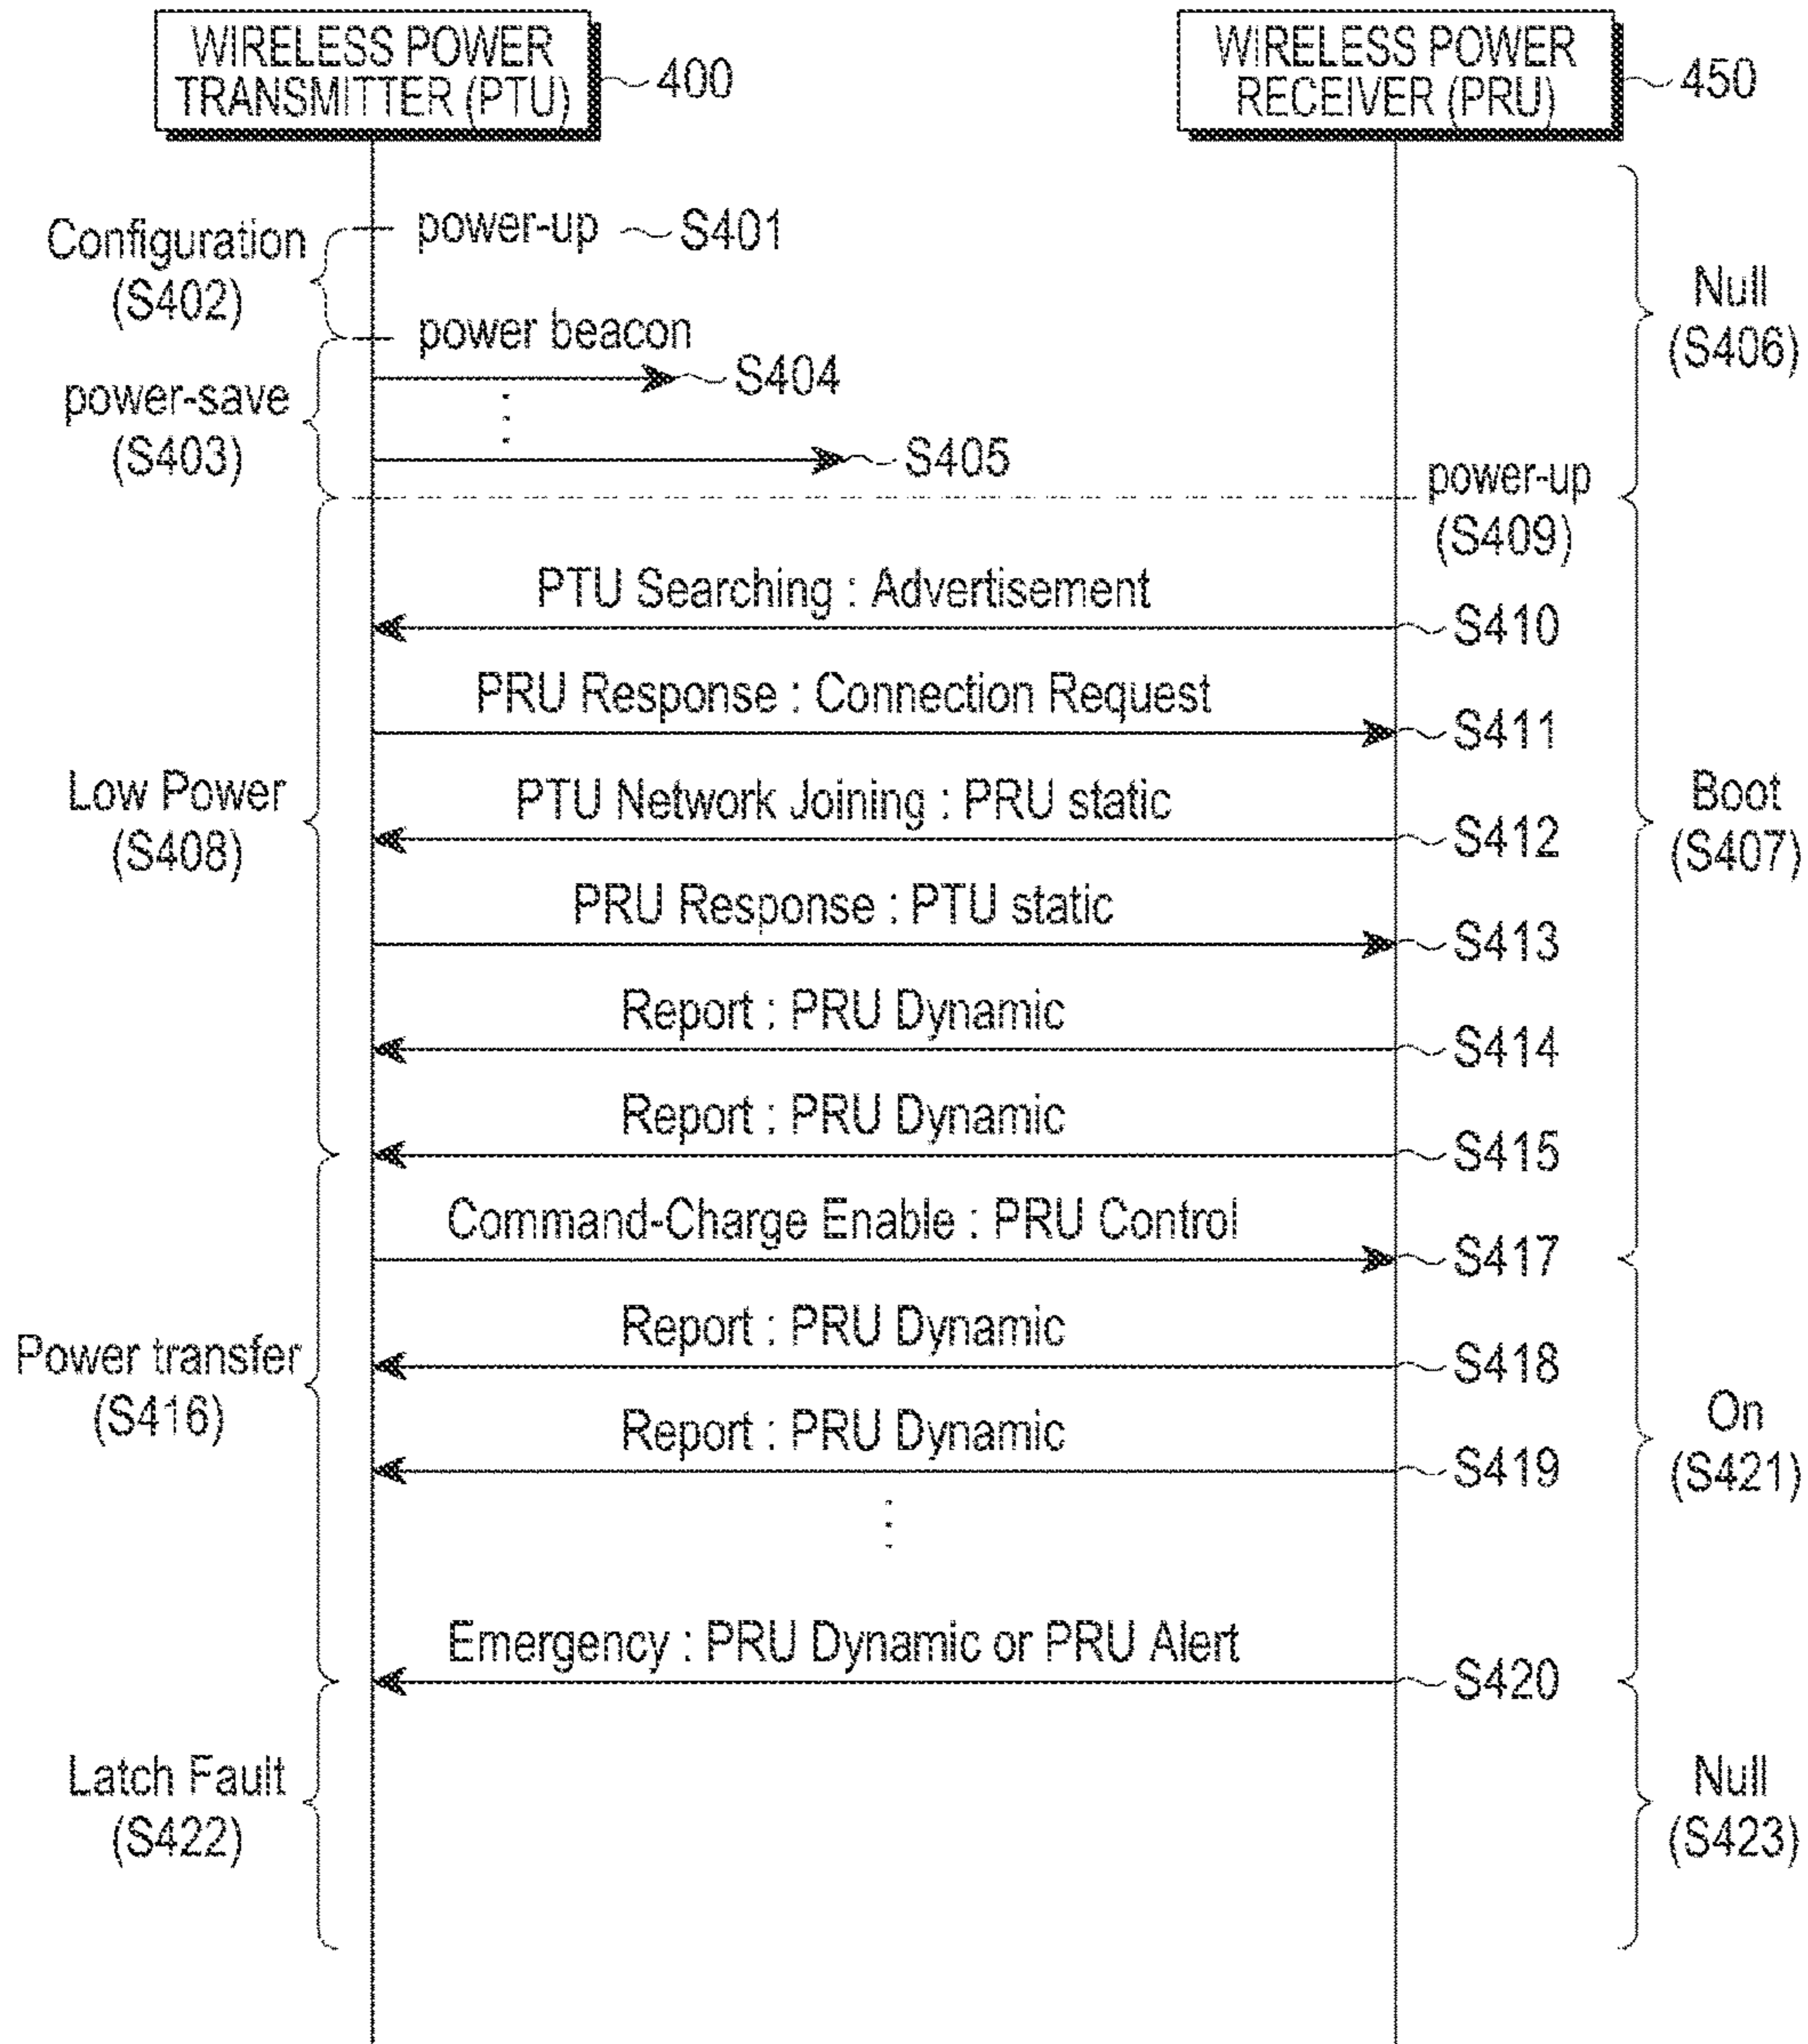 WIRELESS POWER
TRANSMITTER (PTU)
400
WIRELESS POWER
RECEIVER (PRU)
450
Configuration
(S402)
power-up
S401
Null
(S406)
power beacon
S404
power-save
(S403)
S405
power-up
(S409)
PTU Searching : Advertisement
S410
PRU Response : Connection Request
S411
Low Power
(S408)
PTU Network Joining : PRU static
S412
Boot
(S407)
PRU Response : PTU static
S413
Report : PRU Dynamic
S414
Report : PRU Dynamic
S415
Command-Charge Enable : PRU Control
S417
Power transfer
(S416)
Report : PRU Dynamic
S418
Report : PRU Dynamic
S419
On
(S421)
Emergency : PRU Dynamic or PRU Alert
S420
Latch Fault
(S422)
Null
(S423)